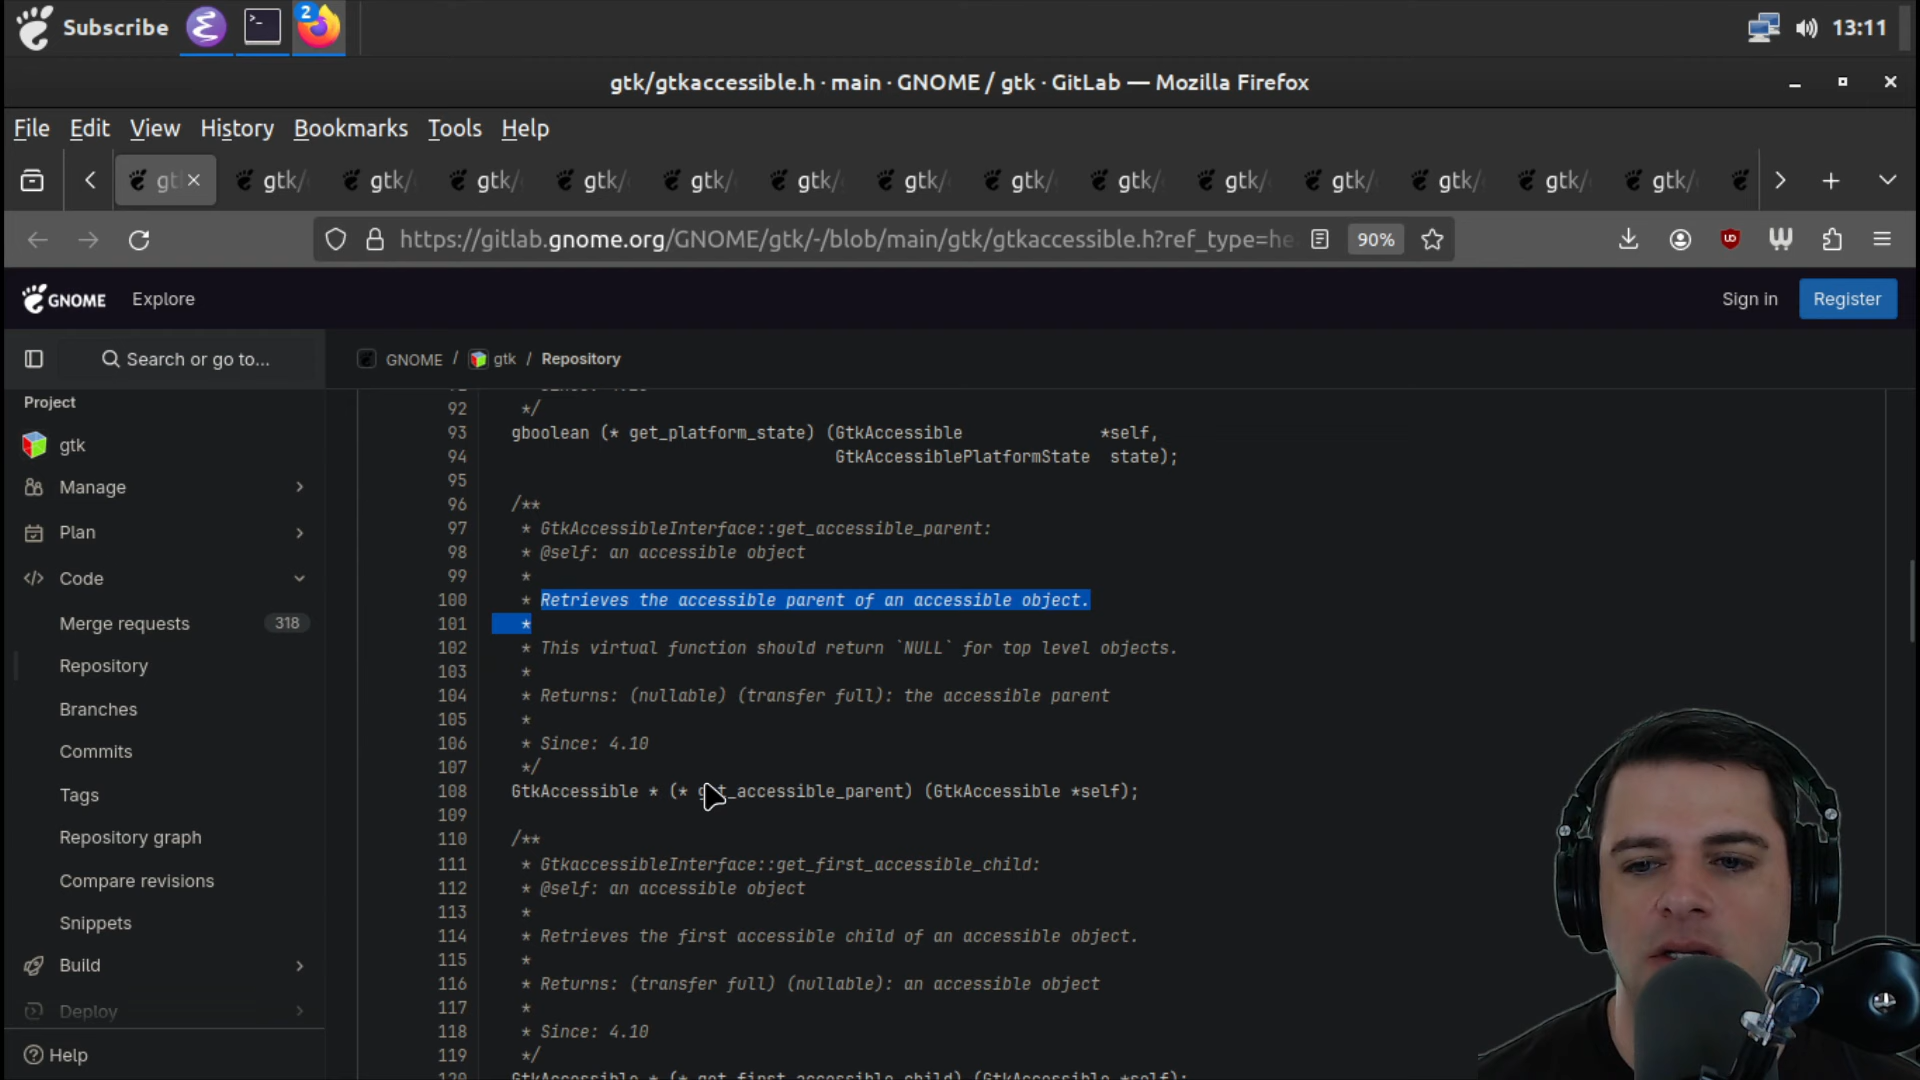 Subscribe
2
13:11
gtk/gtkaccessible.h · main · GNOME / gtk · GitLab — Mozilla Firefox
File Edit View History Bookmarks Tools Help
gtk/ gtk/ gtk/ gtk/ gtk/ gtk/ gtk/ gtk/ gtk/ gtk/ gtk/ gtk/ gtk/ gtk/
https://gitlab.gnome.org/GNOME/gtk/-/blob/main/gtk/gtkaccessible.h?ref_type=he
90%
GNOME Explore Sign in Register
Search or go to...
GNOME / gtk / Repository
Project
gtk
Manage
Plan
Code
Merge requests 318
Repository
Branches
Commits
Tags
Repository graph
Compare revisions
Snippets
Build
Deploy
Help
92 */
93 gboolean (* get_platform_state) (GtkAccessible *self,
94 GtkAccessiblePlatformState state);
95
96 /**
97 * GtkAccessibleInterface::get_accessible_parent:
98 * @self: an accessible object
99 *
100 * Retrieves the accessible parent of an accessible object.
101 *
102 * This virtual function should return `NULL` for top level objects.
103 *
104 * Returns: (nullable) (transfer full): the accessible parent
105 *
106 * Since: 4.10
107 */
108 GtkAccessible * (* get_accessible_parent) (GtkAccessible *self);
109
110 /**
111 * GtkaccessibleInterface::get_first_accessible_child:
112 * @self: an accessible object
113 *
114 * Retrieves the first accessible child of an accessible object.
115 *
116 * Returns: (transfer full) (nullable): an accessible object
117 *
118 * Since: 4.10
119 */
120 GtkAccessible * (* get_first_accessible_child) (GtkAccessible *self);